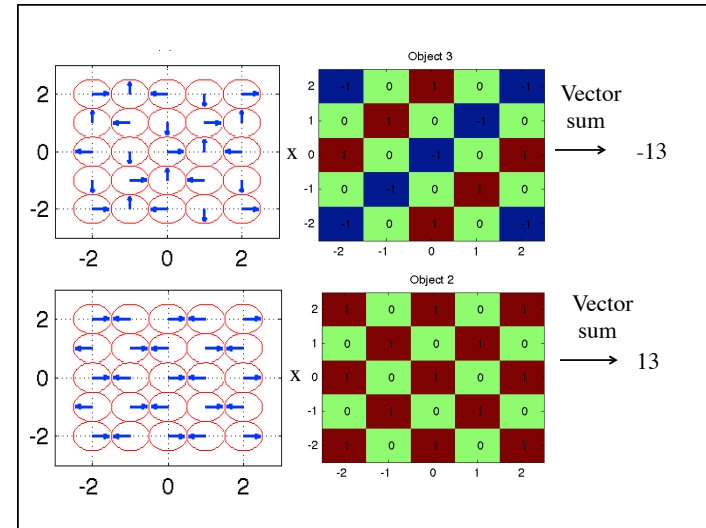 Object 3
2 -1 0 1 0 -1
1 0 1 0 -1 0
x 0 1 0 -1 0 1
-1 0 -1 0 1 0
-2 -1 0 1 0 -1
-2 -1 0 1 2
2
0
-2
-2 0 2
Vector
sum
-13
Object 2
2 1 0 1 0 1
1 0 1 0 1 0
x 0 1 0 1 0 1
-1 0 1 0 1 0
-2 1 0 1 0 1
-2 -1 0 1 2
2
0
-2
-2 0 2
Vector
sum
13